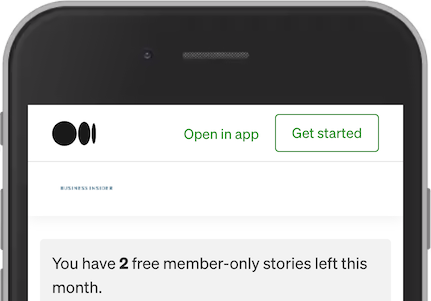 Open in app
Get started
BUSINESS INSIDER
You have 2 free member-only stories left this
month.